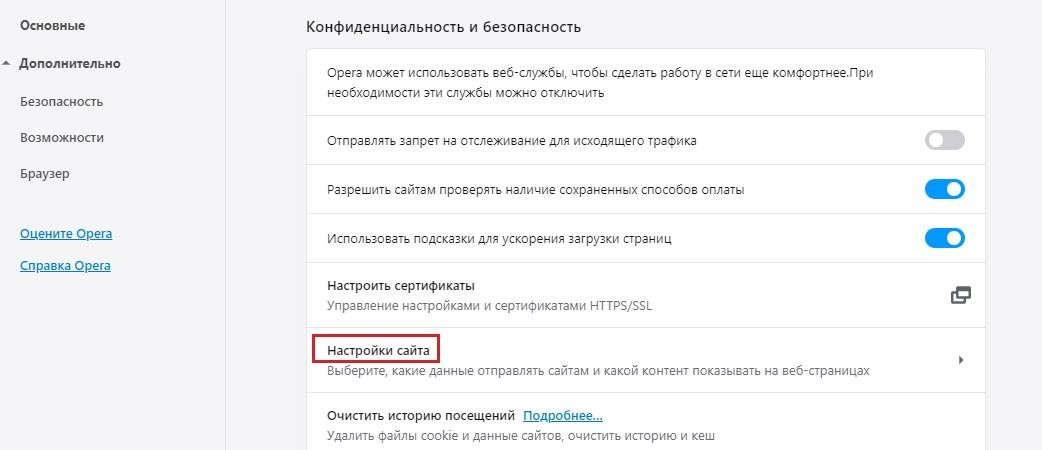 Основные
Дополнительно
Безопасность
Возможности
Браузер
Оцените Opera
Справка Opera
Конфиденциальность и безопасность
Opera может использовать веб-службы, чтобы сделать работу в сети еще комфортнее.При
необходимости эти службы можно отключить
Отправлять запрет на отслеживание для исходящего трафика
Разрешить сайтам проверять наличие сохраненных способов оплаты
Использовать подсказки для ускорения загрузки страниц
Настроить сертификаты
Управление настройками и сертификатами HTTPS/SSL
Настройки сайта
Выберите, какие данные отправлять сайтам и какой контент показывать на веб-страницах
Очистить историю посещений Подробнее...
Удалить файлы cookie и данные сайтов, очистить историю и кеш